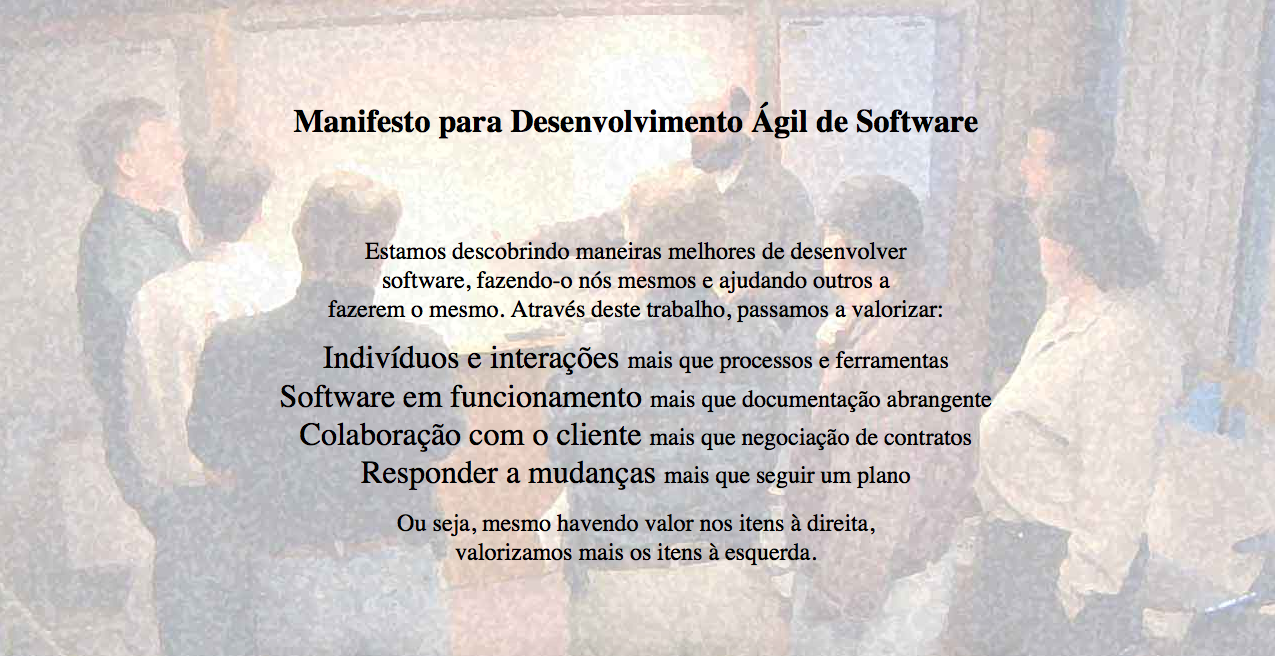 Manifesto para Desenvolvimento Ágil de Software
Estamos descobrindo maneiras melhores de desenvolver
software, fazendo-o nós mesmos e ajudando outros a
fazerem o mesmo. Através deste trabalho, passamos a valorizar:
Indivíduos e interações mais que processos e ferramentas
Software em funcionamento mais que documentação abrangente
Colaboração com o cliente mais que negociação de contratos
Responder a mudanças mais que seguir um plano
Ou seja, mesmo havendo valor nos itens à direita,
valorizamos mais os itens à esquerda.